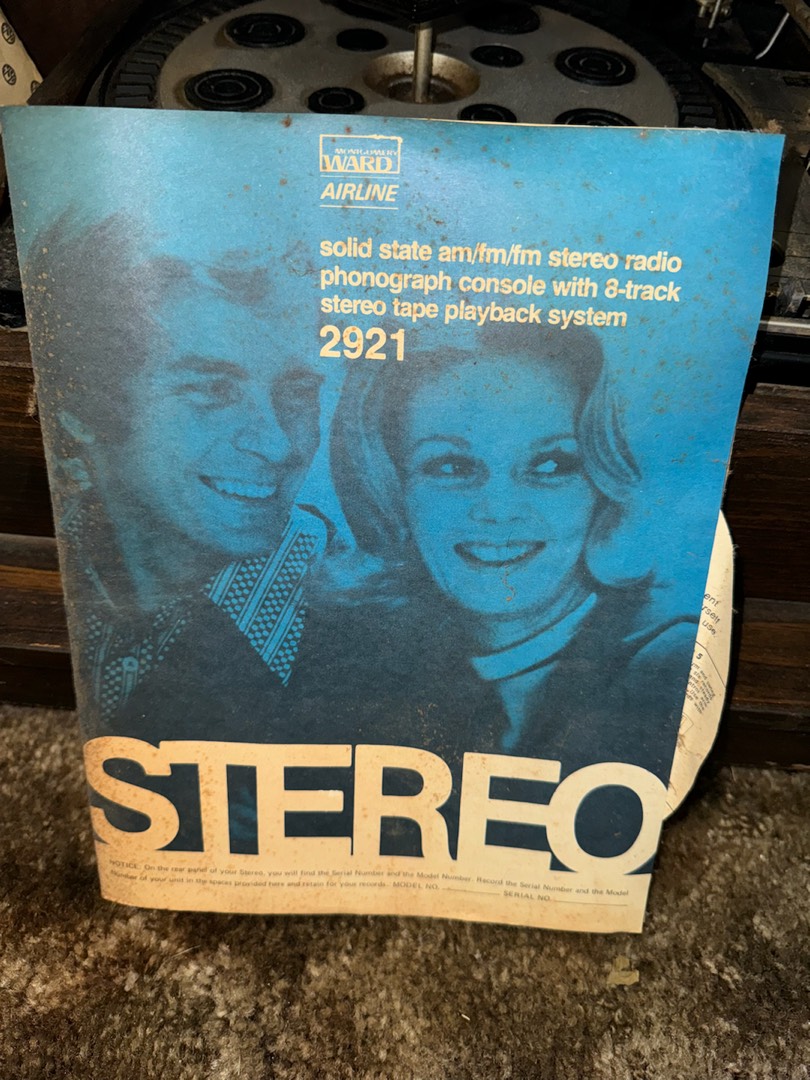 MONTGOMERY
WARD
AIRLINE
solid state am/fm/fm stereo radio
phonograph console with 8-track
stereo tape playback system
2921
STEREO
NOTICE: On the rear panel of your Stereo, you will find the Serial Number and the Model Number. Record the Serial Number and the Model
Number of your unit in the spaces provided here and retain for your records. MODEL NO. SERIAL NO.
use.
5